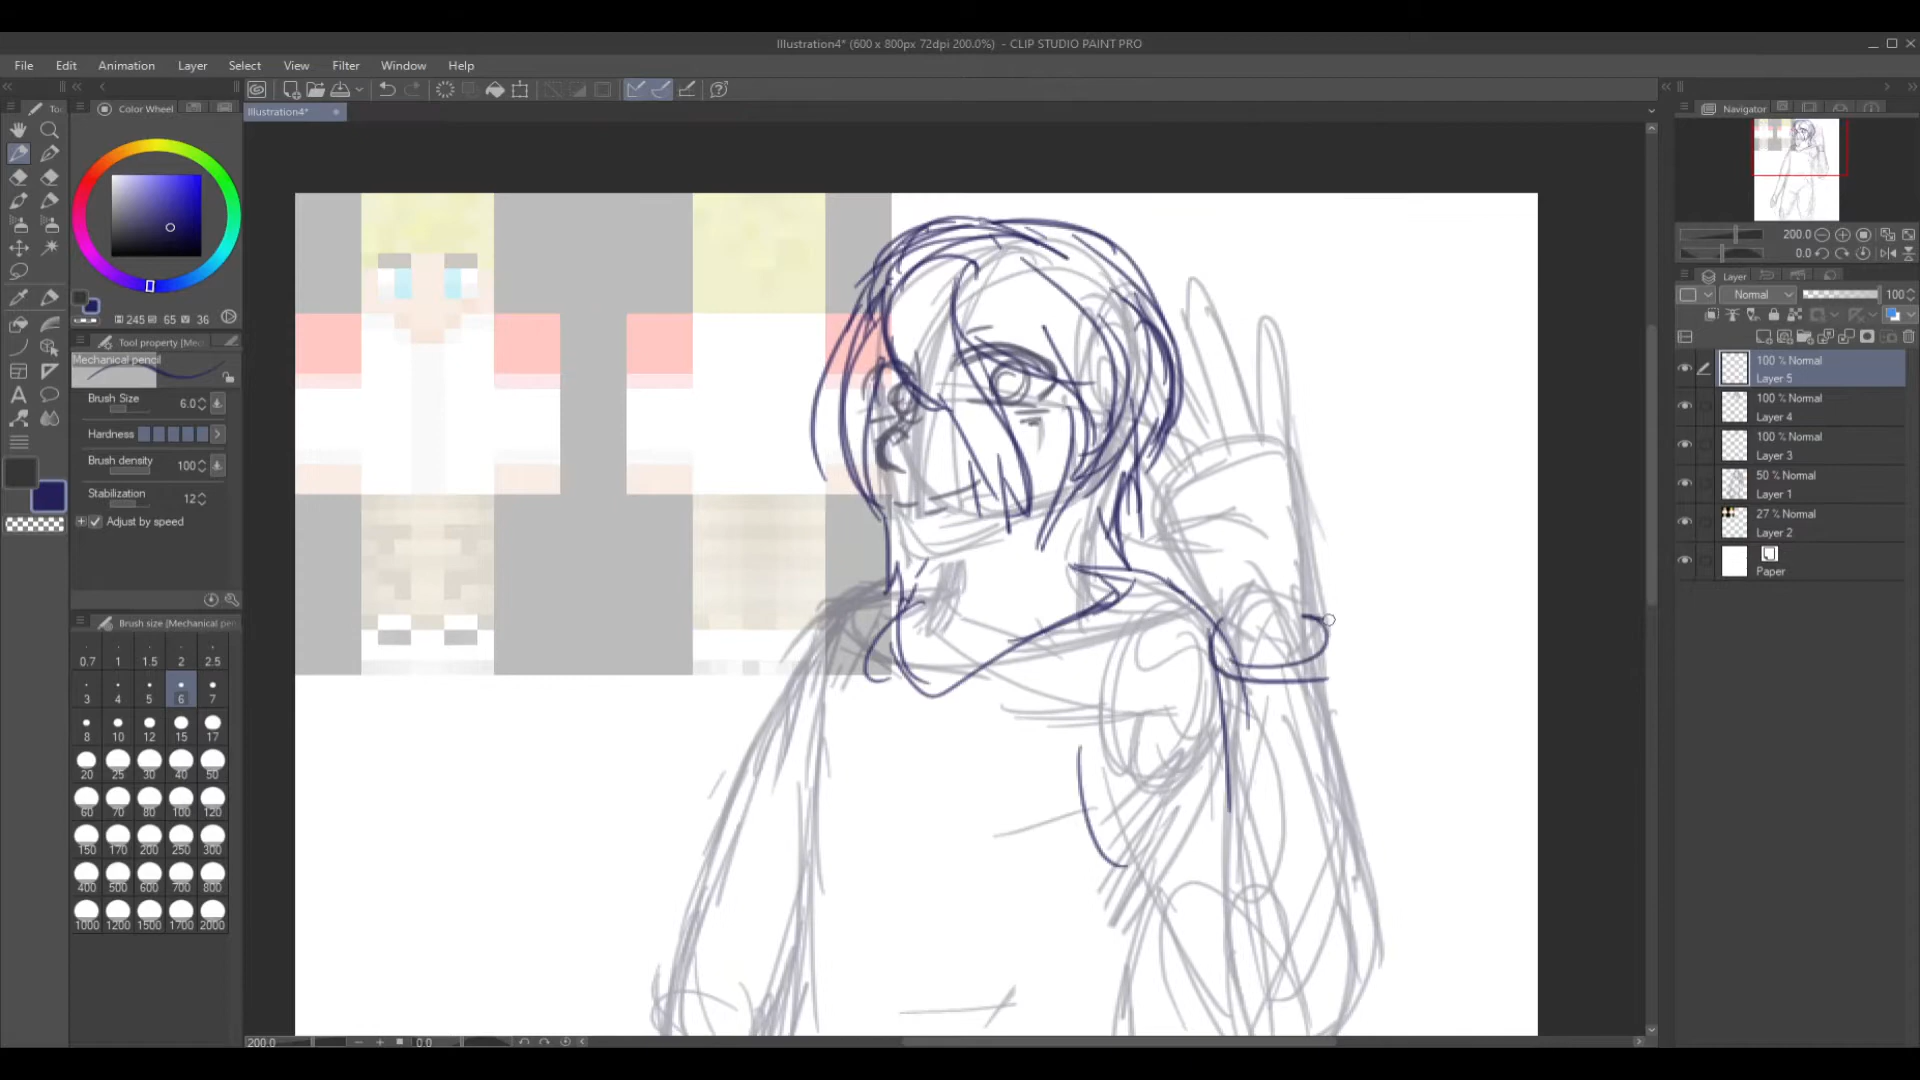 Illustration4* (600 x 800px 72dpi 200.0%) - CLIP STUDIO PAINT PRO
File Edit Animation Layer Select View Filter Window Help
Color Wheel
Illustration4*
Navigator
200.0
0.0
245 65 36
Tool property [Mec
Mechanical pencil
Brush Size 6.0
Hardness
Brush density 100
Stabilization 12
Adjust by speed
Brush size [Mechanical pen
0.7 1 1.5 2 2.5
3 4 5 6 7
8 10 12 15 17
20 25 30 40 50
60 70 80 100 120
150 170 200 250 300
400 500 600 700 800
1000 1200 1500 1700 2000
Layer
Normal 100
100 % Normal
Layer 5
100 % Normal
Layer 4
100 % Normal
Layer 3
50 % Normal
Layer 1
27 % Normal
Layer 2
Paper
200.0 0.0